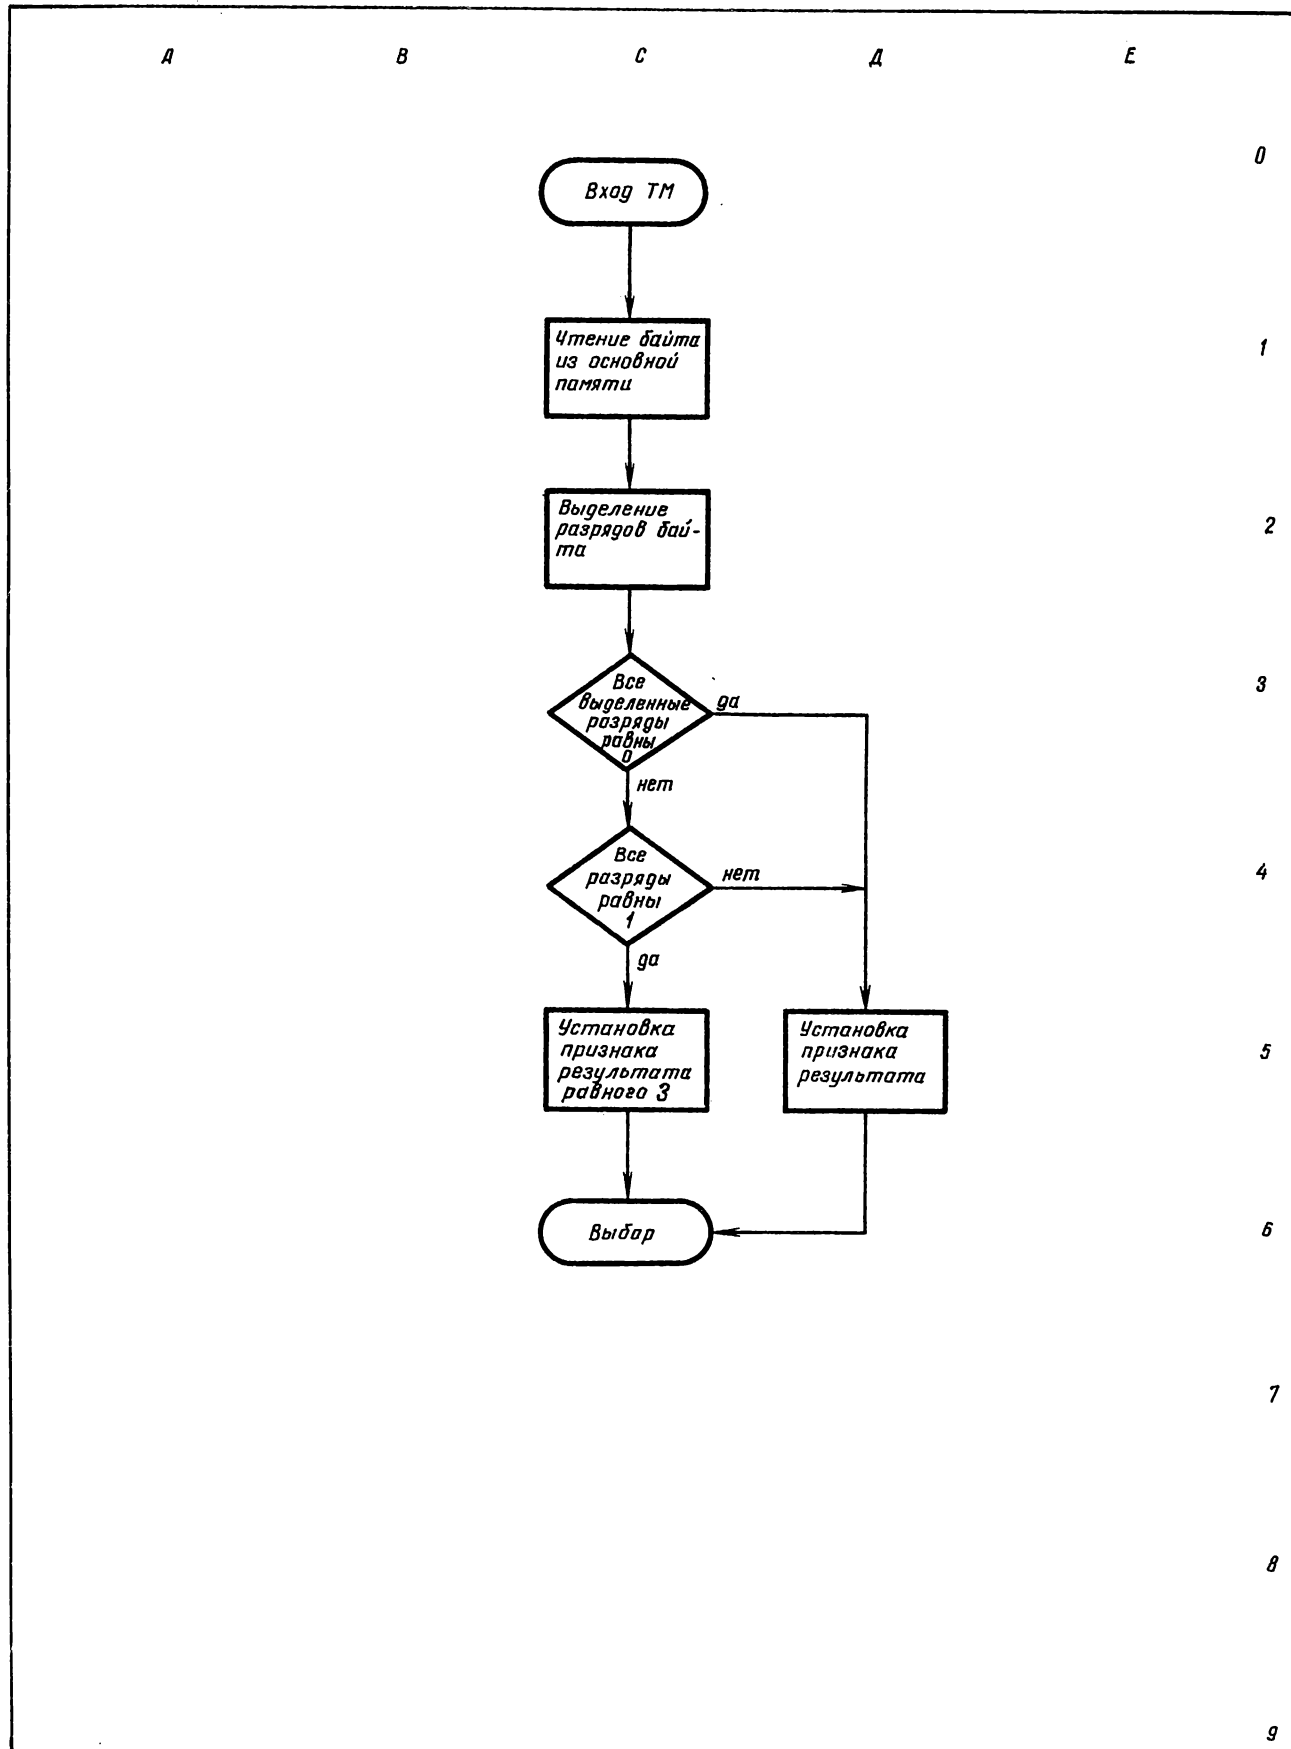 А В С Д Е
0
Вход ТМ
Чтение байта
из основной
памяти
1
Выделение
разрядов бай-
та
2
Все
выделенные
разряды
равны
0
да
3
нет
Все
разряды
равны
1
нет
4
да
Установка
признака
результата
равного 3
Установка
признака
результата
5
Выбар
6
7
8
9